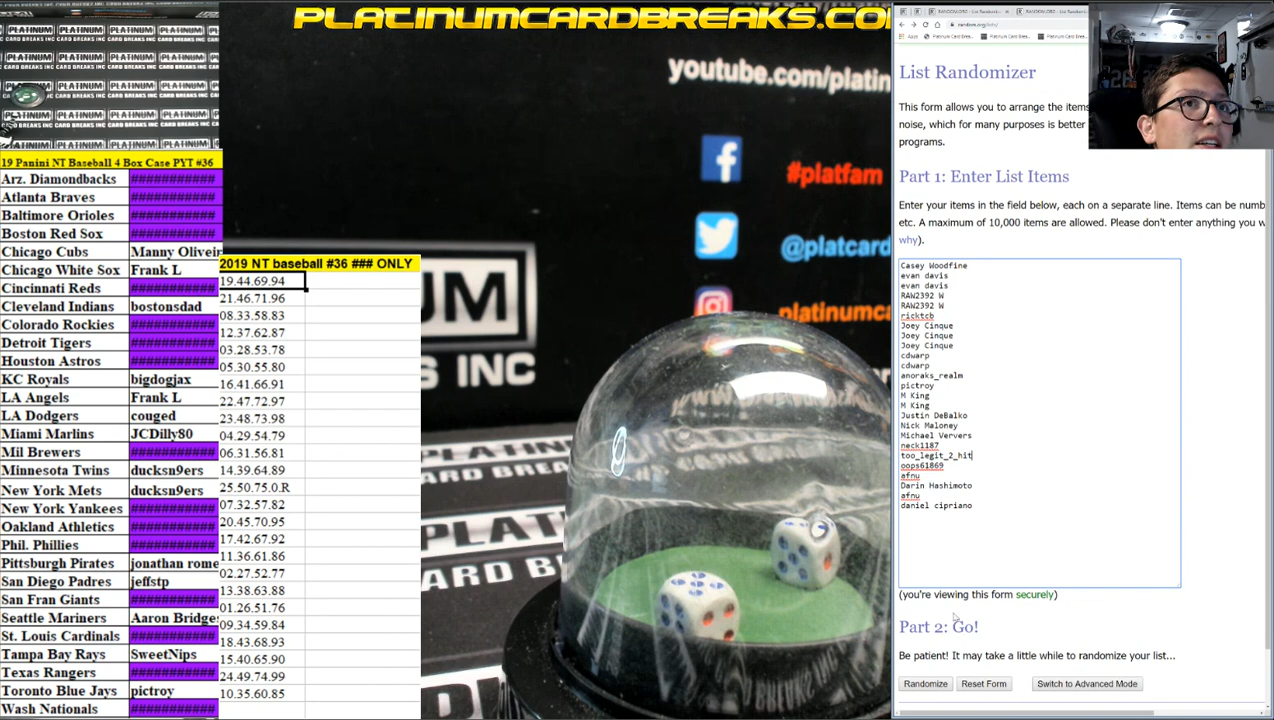 PLATINUMCARDBREAKS.CO
youtube.com/platin
#platfam
@platcard
platinumca
UM
KS INC
19 Panini NT Baseball 4 Box Case PYT #36
Arz. Diamondbacks ###########
Atlanta Braves ###########
Baltimore Orioles ###########
Boston Red Sox ###########
Chicago Cubs Manny Oliveir
Chicago White Sox Frank L
Cincinnati Reds ###########
Cleveland Indians bostonsdad
Colorado Rockies ###########
Detroit Tigers ###########
Houston Astros ###########
KC Royals bigdogjax
LA Angels Frank L
LA Dodgers couged
Miami Marlins JCDilly80
Mil Brewers ###########
Minnesota Twins ducksn9ers
New York Mets ducksn9ers
New York Yankees ###########
Oakland Athletics ###########
Phil. Phillies ###########
Pittsburgh Pirates jonathan rome
San Diego Padres jeffstp
San Fran Giants ###########
Seattle Mariners Aaron Bridge
St. Louis Cardinals ###########
Tampa Bay Rays SweetNips
Texas Rangers ###########
Toronto Blue Jays pictroy
Wash Nationals ###########
2019 NT baseball #36 ### ONLY
19.44.69.94
21.46.71.96
08.33.58.83
12.37.62.87
03.28.53.78
05.30.55.80
16.41.66.91
22.47.72.97
23.48.73.98
04.29.54.79
06.31.56.81
14.39.64.89
25.50.75.0.R
07.32.57.82
20.45.70.95
17.42.67.92
11.36.61.86
02.27.52.77
13.38.63.88
01.26.51.76
09.34.59.84
18.43.68.93
15.40.65.90
24.49.74.99
10.35.60.85
List Randomizer
This form allows you to arrange the items
noise, which for many purposes is better
programs.
Part 1: Enter List Items
Enter your items in the field below, each on a separate line. Items can be numb
etc. A maximum of 10,000 items are allowed. Please don't enter anything you w
why).
Casey Woodfine
evan davis
evan davis
RAW2392 W
RAW2392 W
ricktcb
Joey Cinque
Joey Cinque
Joey Cinque
cdwarp
cdwarp
anoraks_realm
pictroy
M King
M King
Justin DeBalko
Nick Maloney
Michael Ververs
neck1187
too_legit_2_hit
oops61869
afnu
Darin Hashimoto
afnu
daniel cipriano
(you're viewing this form securely)
Part 2: Go!
Be patient! It may take a little while to randomize your list...
Randomize Reset Form Switch to Advanced Mode